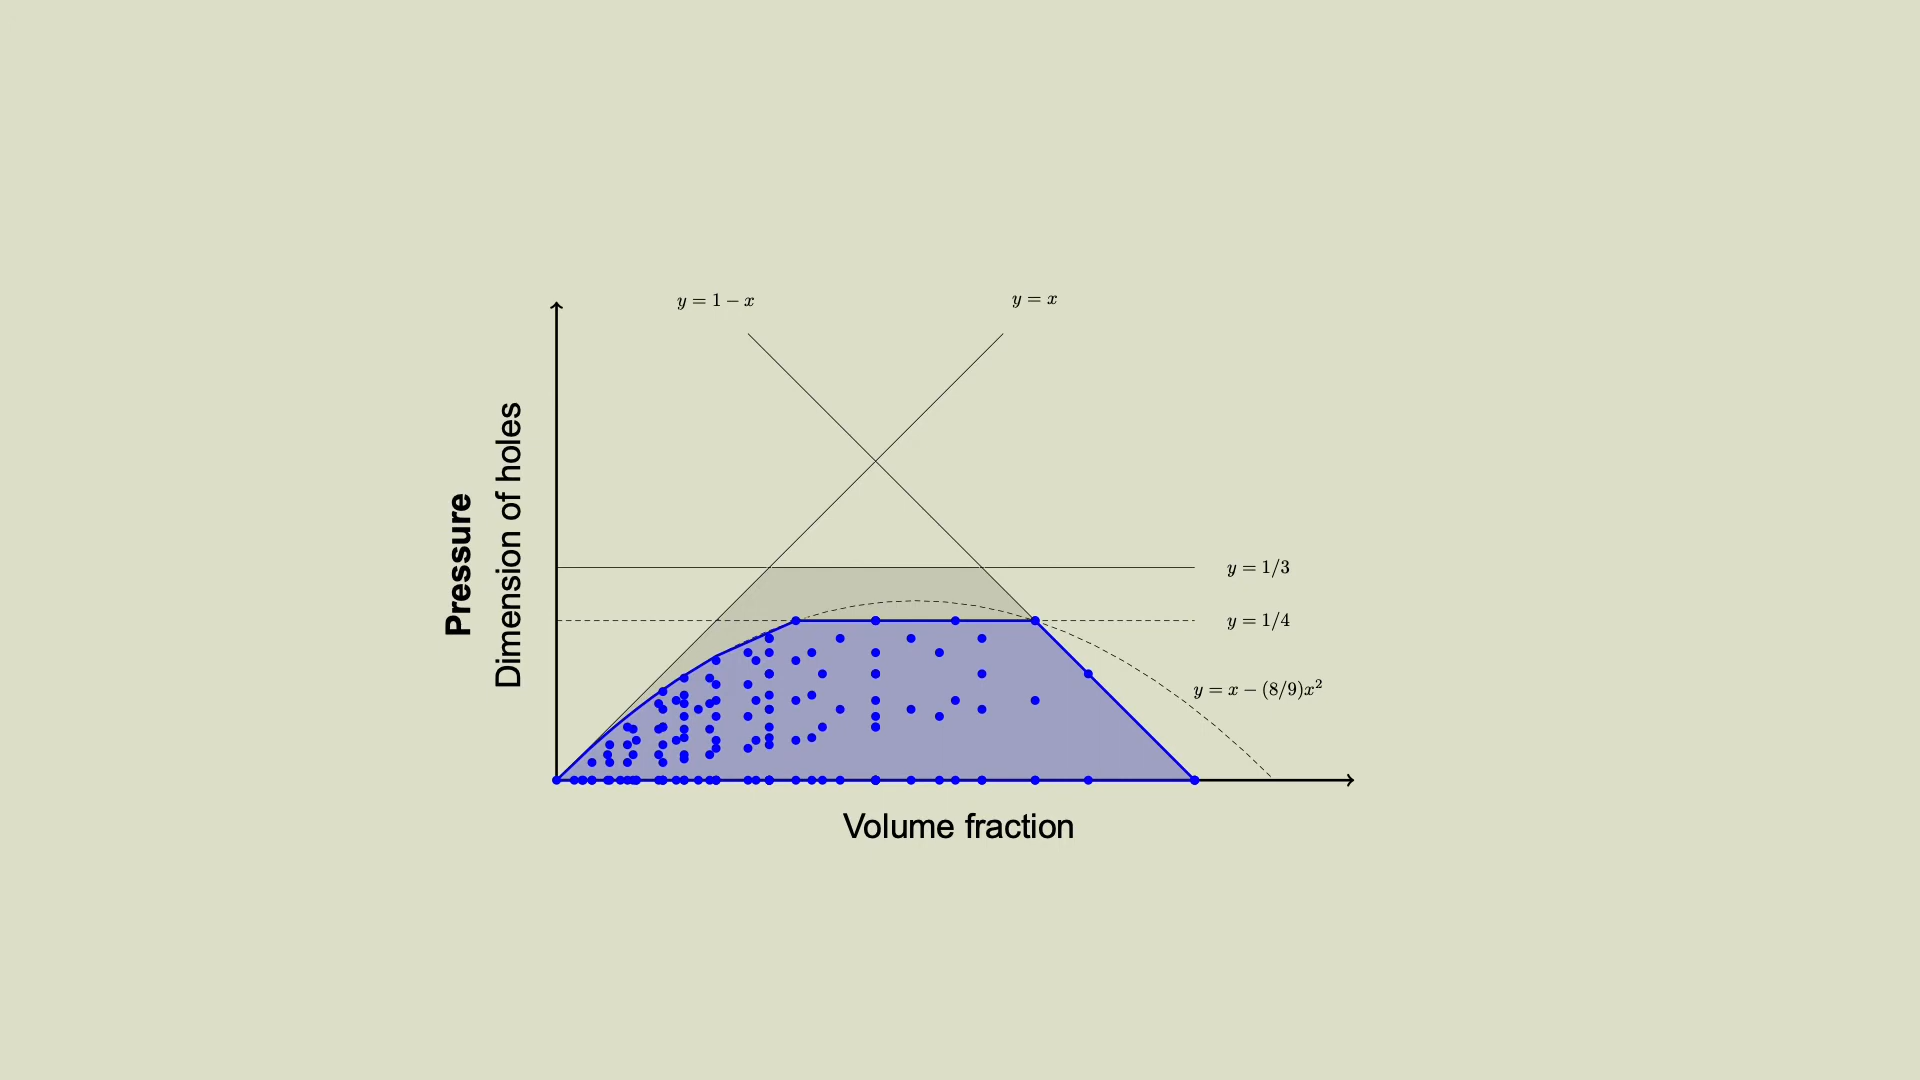 y = 1 − x
y = x
Pressure
Dimension of holes
y = 1/3
y = 1/4
y = x − (8/9)x²
Volume fraction